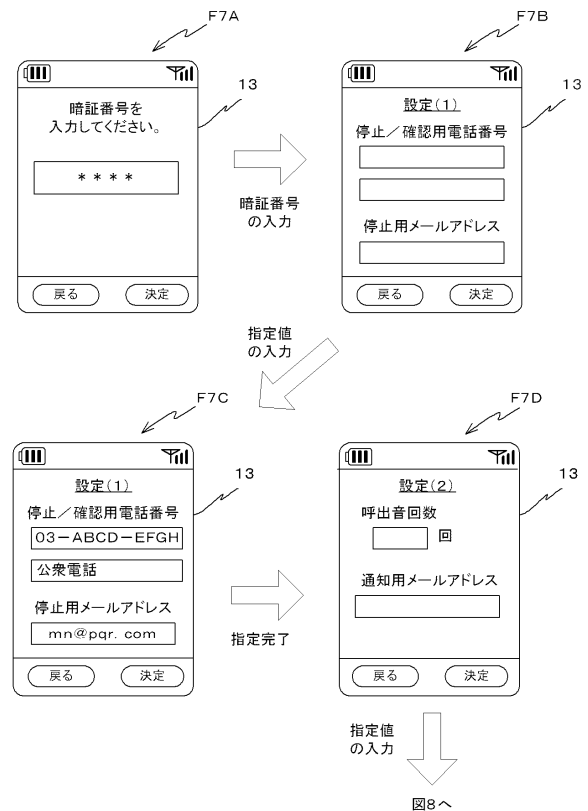 F7A
13
暗証番号を
入力してください。
****
戻る
決定
暗証番号
の入力
F7B
13
設定(1)
停止/確認用電話番号
停止用メールアドレス
戻る
決定
指定値
の入力
F7C
13
設定(1)
停止/確認用電話番号
03-ABCD-EFGH
公衆電話
停止用メールアドレス
mn@pqr.com
戻る
決定
指定完了
F7D
13
設定(2)
呼出音回数
回
通知用メールアドレス
戻る
決定
指定値
の入力
図8へ